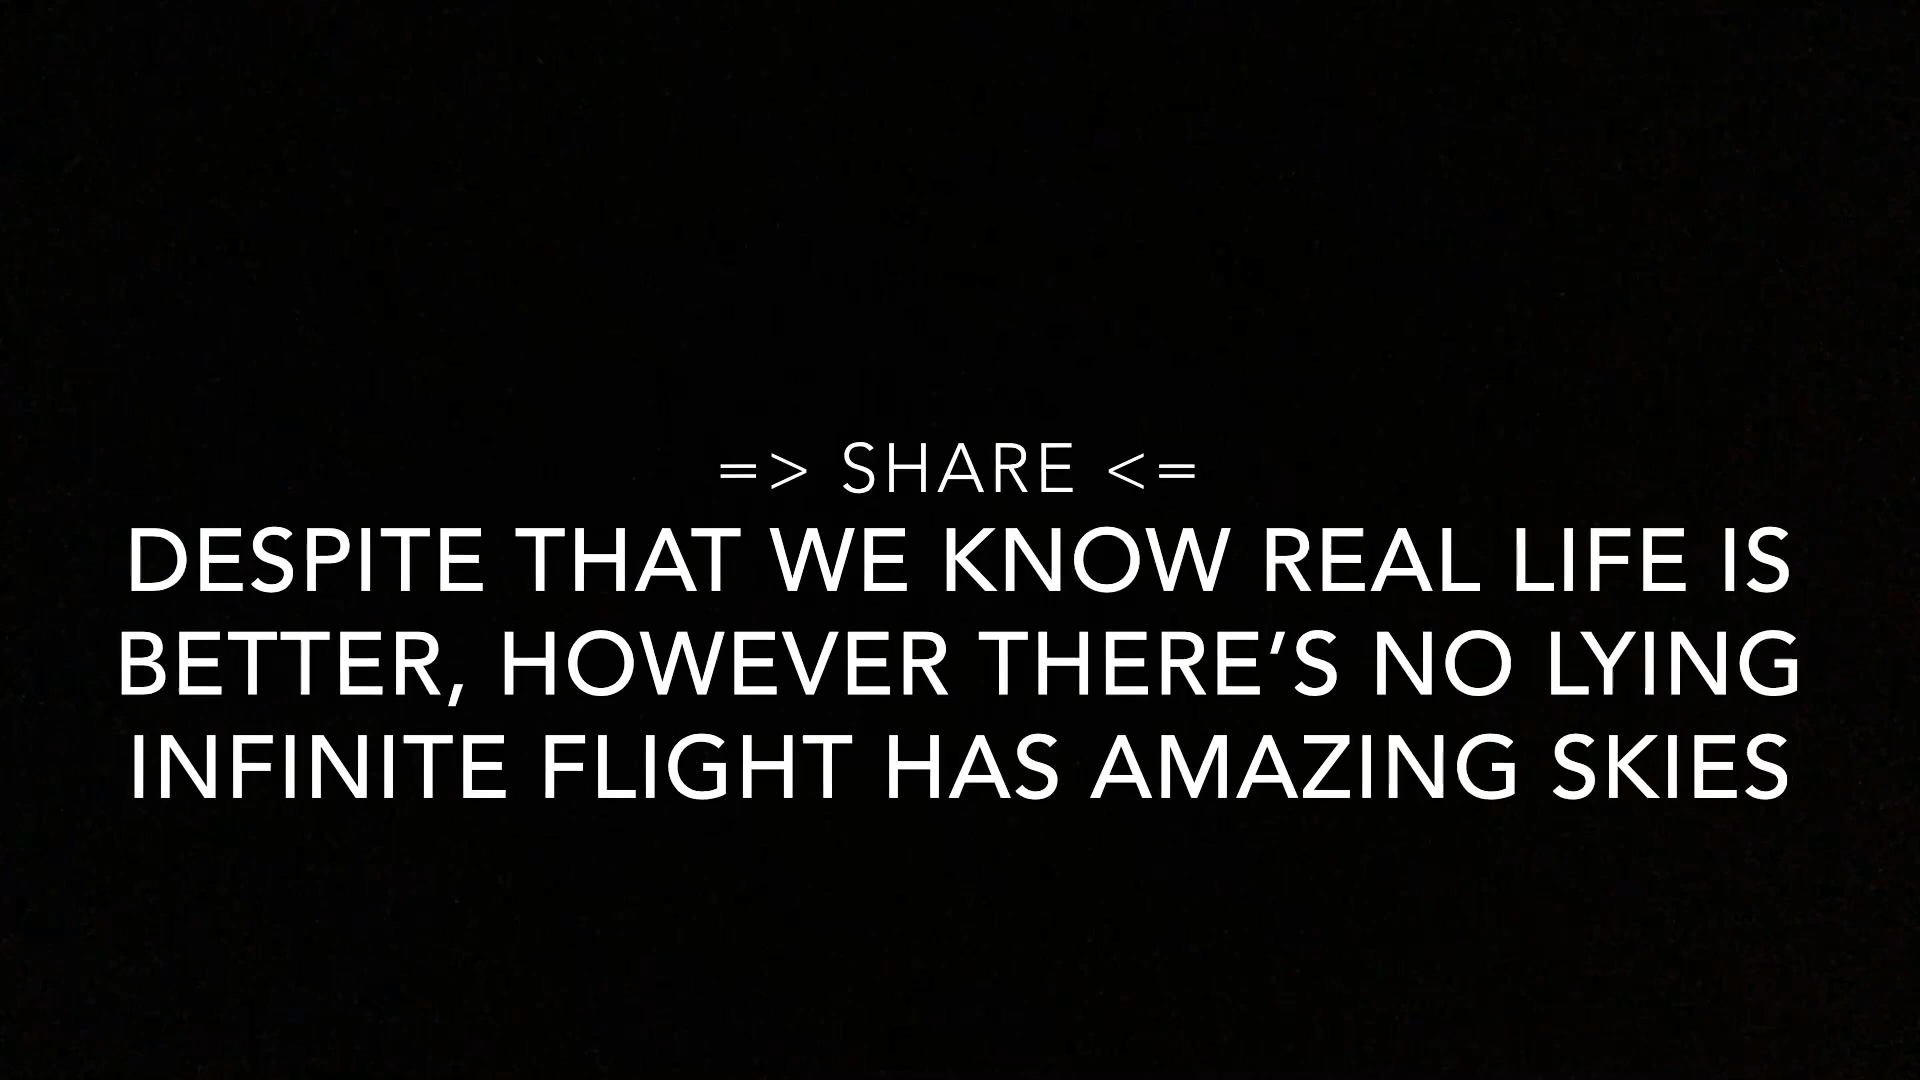 => SHARE <=
DESPITE THAT WE KNOW REAL LIFE IS
BETTER, HOWEVER THERE’S NO LYING
INFINITE FLIGHT HAS AMAZING SKIES